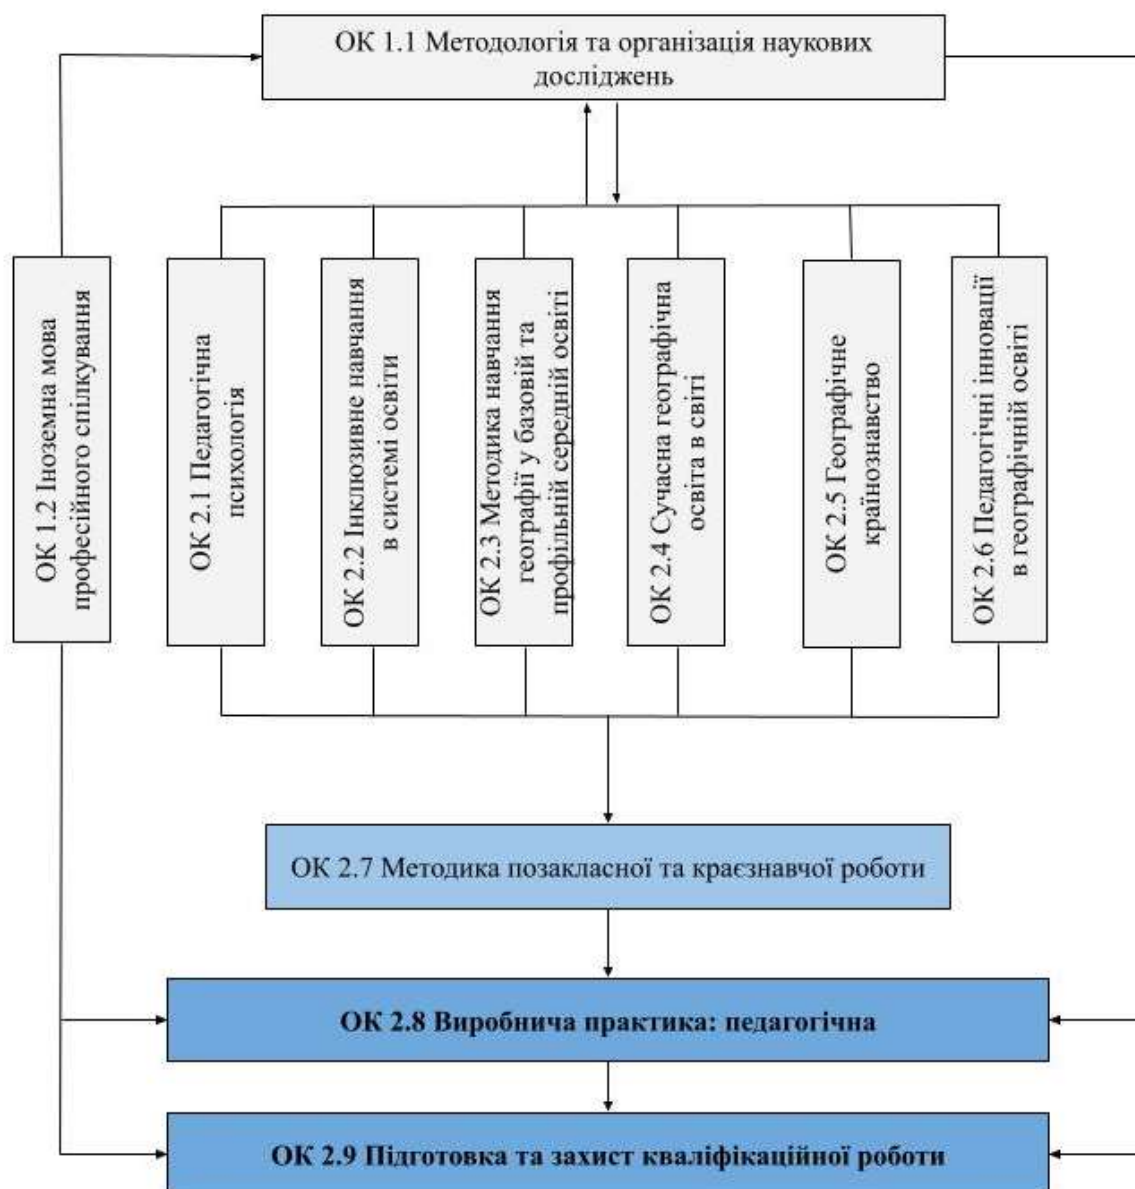 ОК 1.1 Методологія та організація наукових
досліджень
ОК 1.2 Іноземна мова
професійного спілкування
ОК 2.1 Педагогічна
психологія
ОК 2.2 Інклюзивне навчання
в системі освіти
ОК 2.3 Методика навчання
географії у базовій та
профільній середній освіті
ОК 2.4 Сучасна географічна
освіта в світі
ОК 2.5 Географічне
країнознавство
ОК 2.6 Педагогічні інновації
в географічній освіті
ОК 2.7 Методика позакласної та краєзнавчої роботи
ОК 2.8 Виробнича практика: педагогічна
ОК 2.9 Підготовка та захист кваліфікаційної роботи